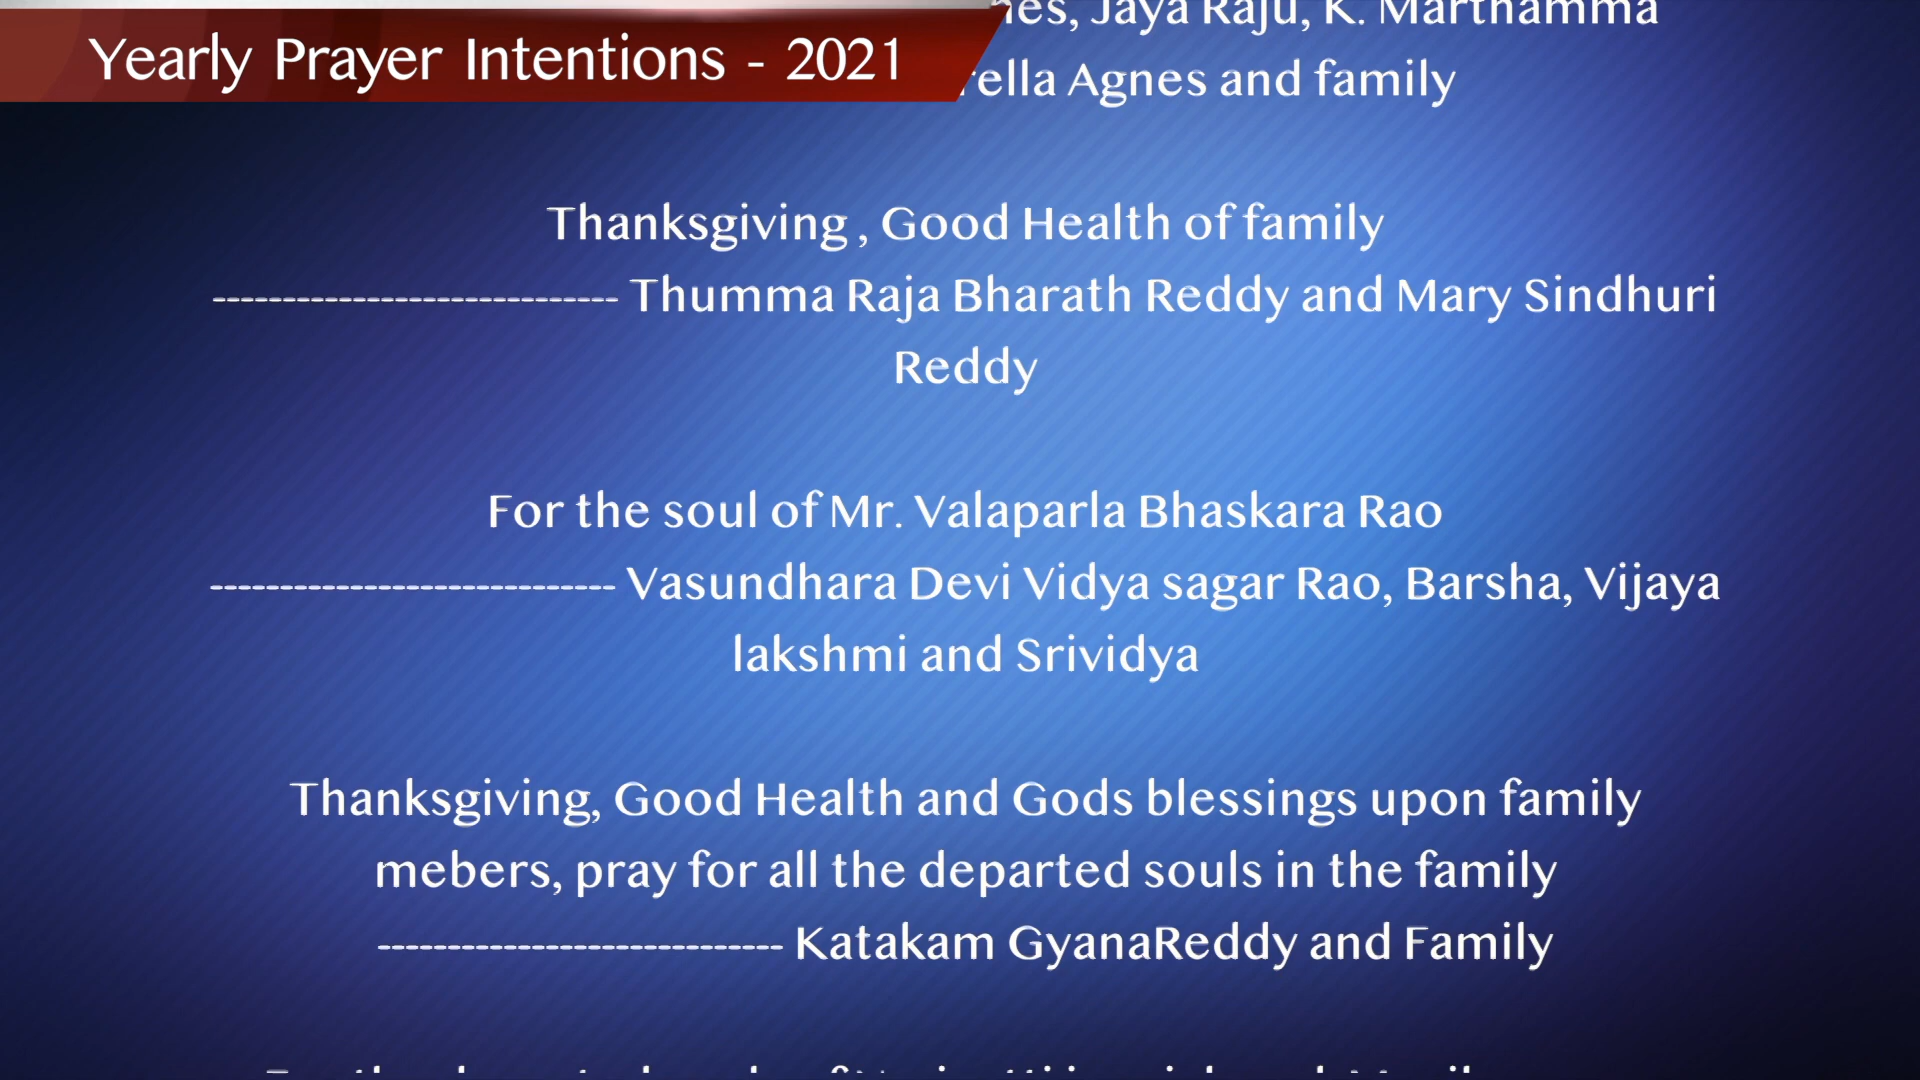 Yearly Prayer Intentions - 2021
Jaya Raju, K. Marthamma
Agnes and family
Thanksgiving , Good Health of family
----------------------------- Thumma Raja Bharath Reddy and Mary Sindhuri
Reddy
For the soul of Mr. Valaparla Bhaskara Rao
----------------------------- Vasundhara Devi Vidya sagar Rao, Barsha, Vijaya
lakshmi and Srividya
Thanksgiving, Good Health and Gods blessings upon family
mebers, pray for all the departed souls in the family
----------------------------- Katakam GyanaReddy and Family